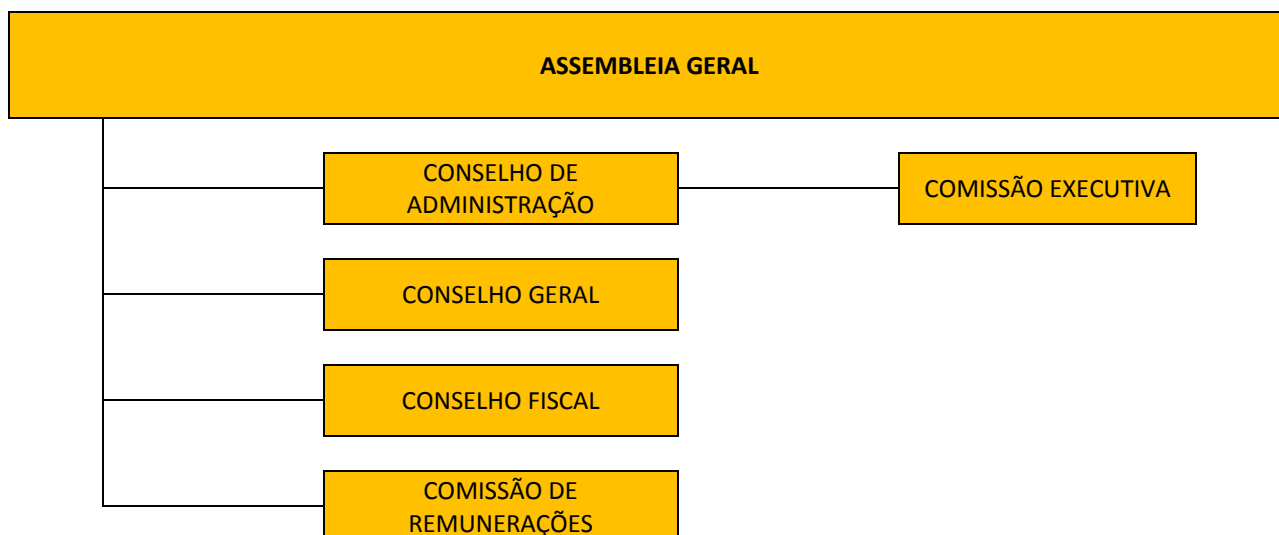 ASSEMBLEIA GERAL
CONSELHO DE
ADMINISTRAÇÃO
COMISSÃO EXECUTIVA
CONSELHO GERAL
CONSELHO FISCAL
COMISSÃO DE
REMUNERAÇÕES